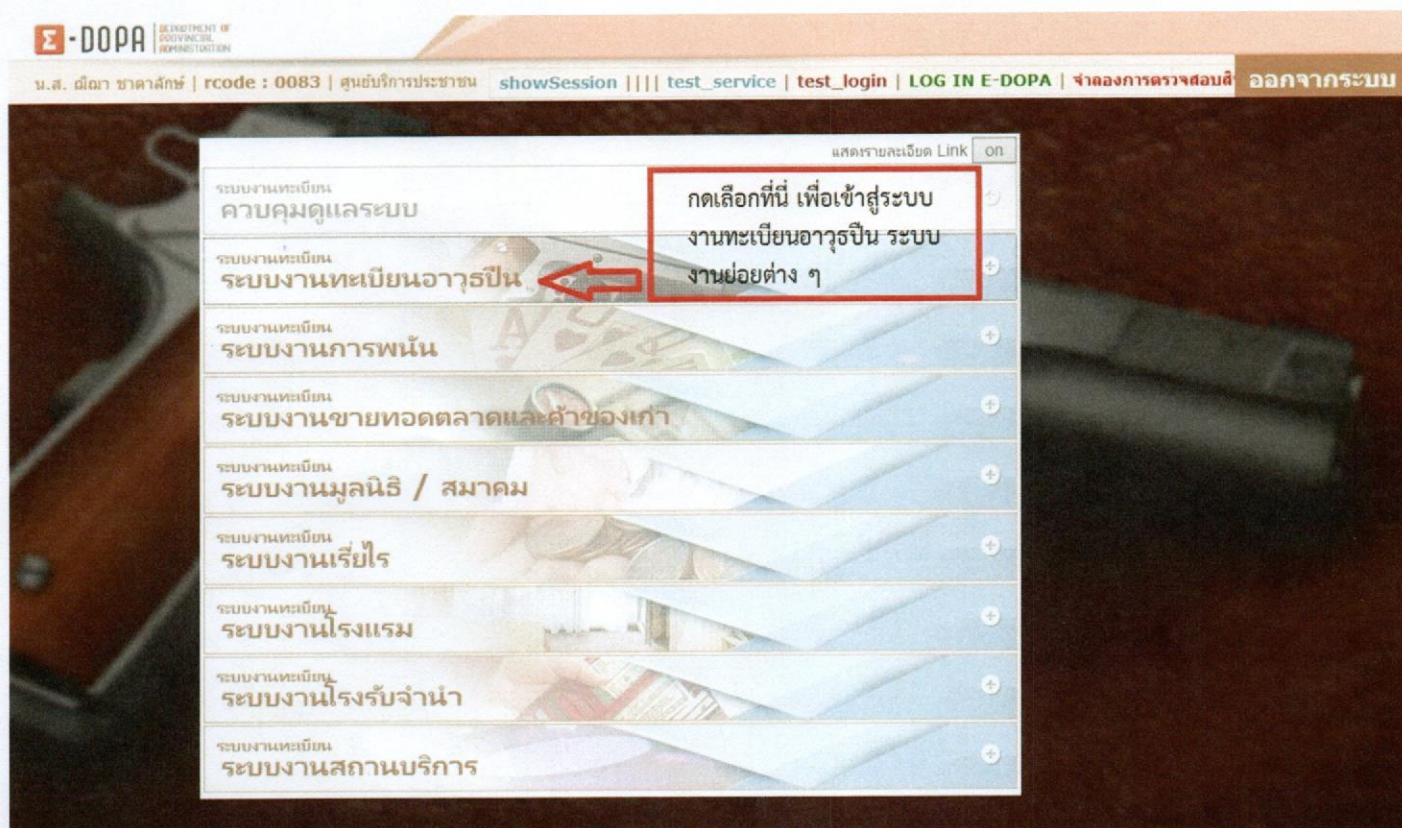 Σ-DOPA
DEPARTMENT OF
PROVINCIAL
ADMINISTRATION
น.ส. ณิฌา ชาดาลักษ์ | rcode : 0083 | ศูนย์บริการประชาชน showSession |||| test_service | test_login | LOG IN E-DOPA | จำลองการตรวจสอบสิ ออกจากระบบ
แสดงรายละเอียด Link on
ระบบงานทะเบียน
ควบคุมดูแลระบบ
กดเลือกที่นี่ เพื่อเข้าสู่ระบบ
งานทะเบียนอาวุธปืน ระบบ
งานย่อยต่าง ๆ
ระบบงานทะเบียน
ระบบงานทะเบียนอาวุธปืน
ระบบงานทะเบียน
ระบบงานการพนัน
ระบบงานทะเบียน
ระบบงานขายทอดตลาดและค้าของเก่า
ระบบงานทะเบียน
ระบบงานมูลนิธิ / สมาคม
ระบบงานทะเบียน
ระบบงานเรี่ยไร
ระบบงานทะเบียน
ระบบงานโรงแรม
ระบบงานทะเบียน
ระบบงานโรงรับจำนำ
ระบบงานทะเบียน
ระบบงานสถานบริการ